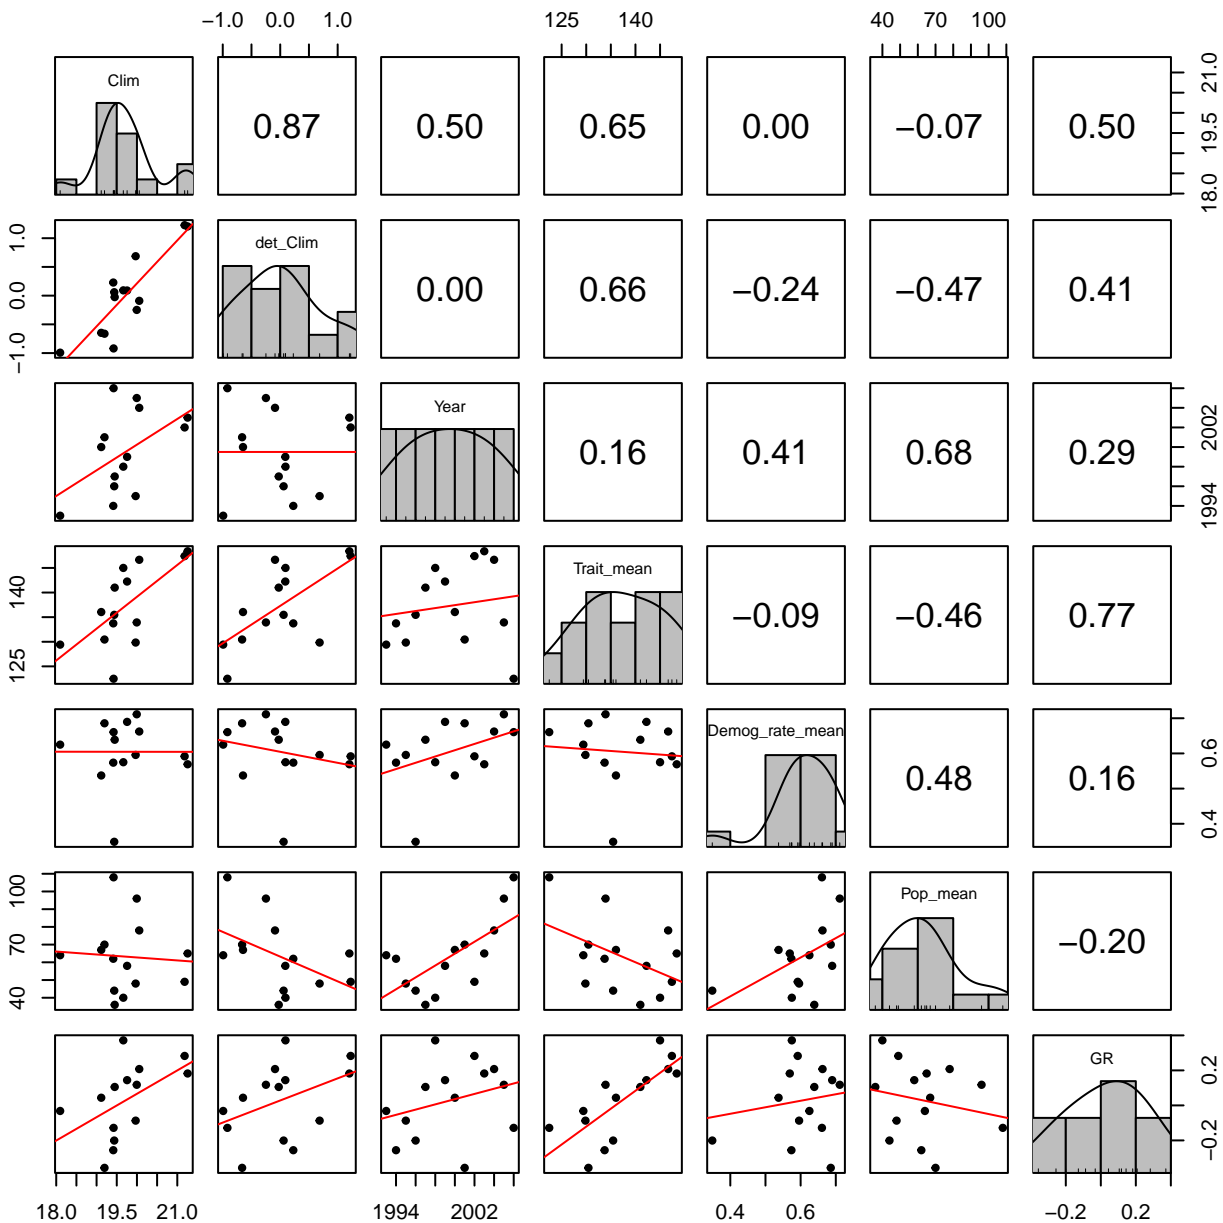 −1.0 0.0 1.0 125 140 40 70 100
Clim 0.87 0.50 0.65 0.00 −0.07 0.50 18.0 19.5 21.0
−1.0 0.0 1.0 det_Clim 0.00 0.66 −0.24 −0.47 0.41
Year 0.16 0.41 0.68 0.29 1994 2002
125 140 Trait_mean −0.09 −0.46 0.77
Demog_rate_mean 0.48 0.16 0.4 0.6
40 70 100 Pop_mean −0.20
GR −0.2 0.2
18.0 19.5 21.0 1994 2002 0.4 0.6 −0.2 0.2